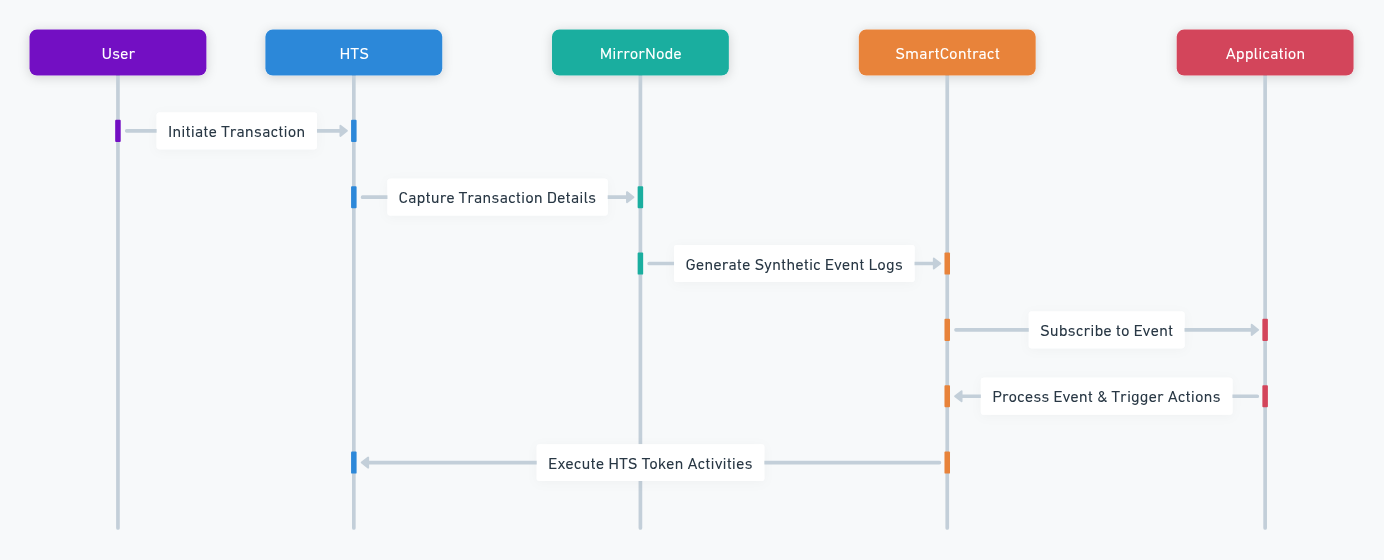 User
HTS
MirrorNode
SmartContract
Application
Initiate Transaction
Capture Transaction Details
Generate Synthetic Event Logs
Subscribe to Event
Process Event & Trigger Actions
Execute HTS Token Activities